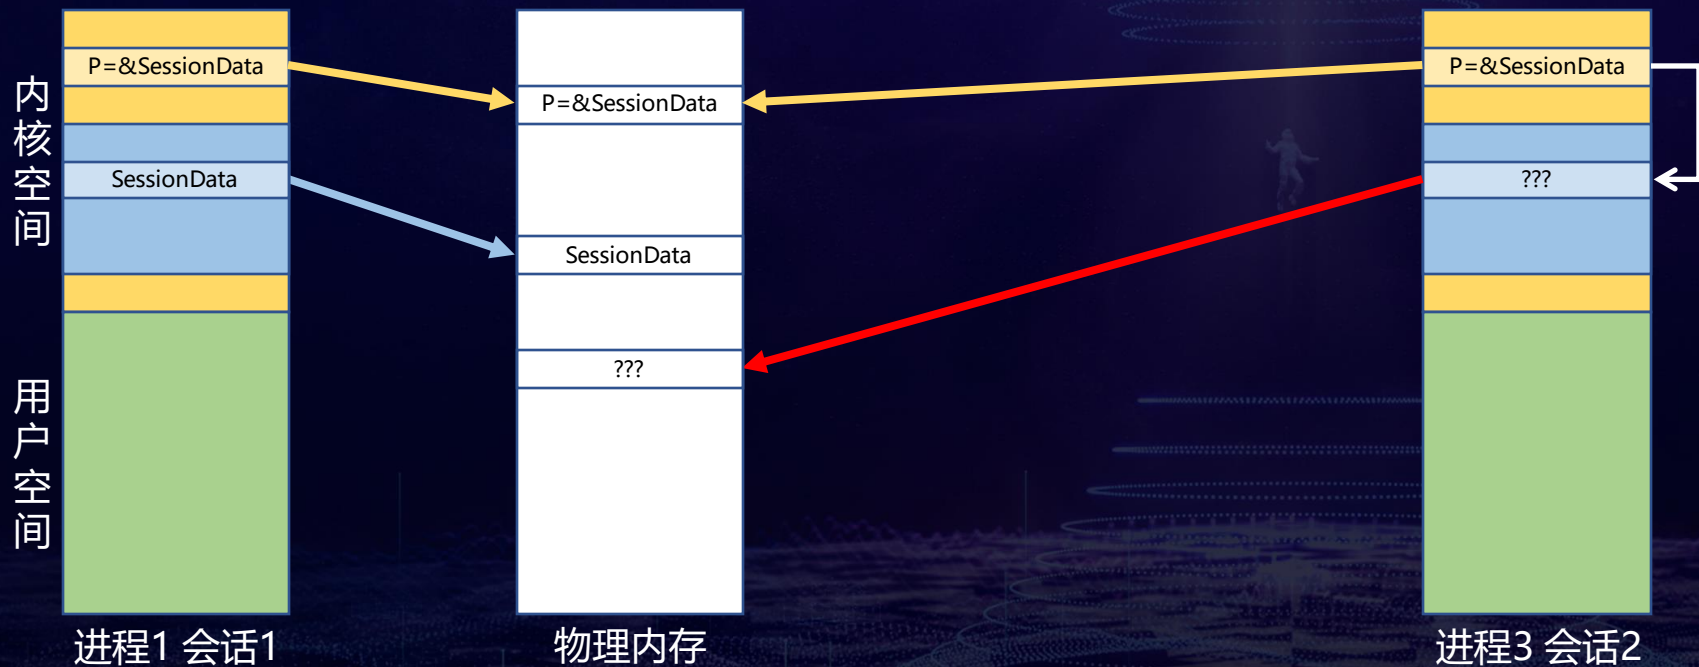 内核空间
用户空间
P=&SessionData
SessionData
进程1 会话1
P=&SessionData
SessionData
???
物理内存
P=&SessionData
???
进程3 会话2